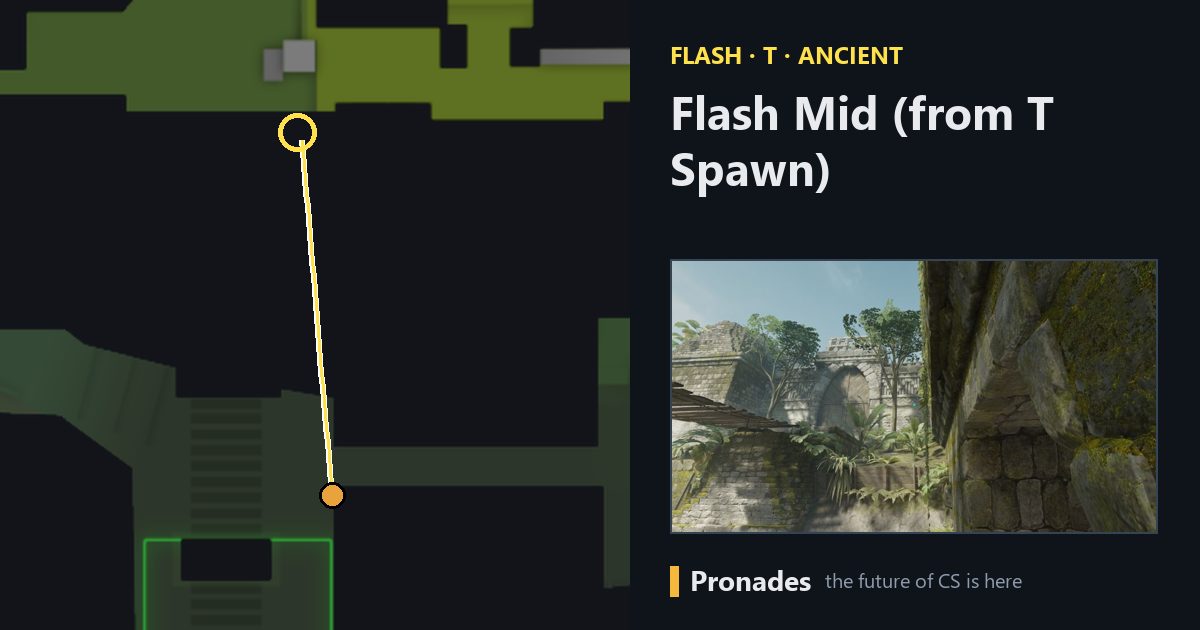 FLASH · T · ANCIENT
Flash Mid (from T
Spawn)
Pronades the future of CS is here